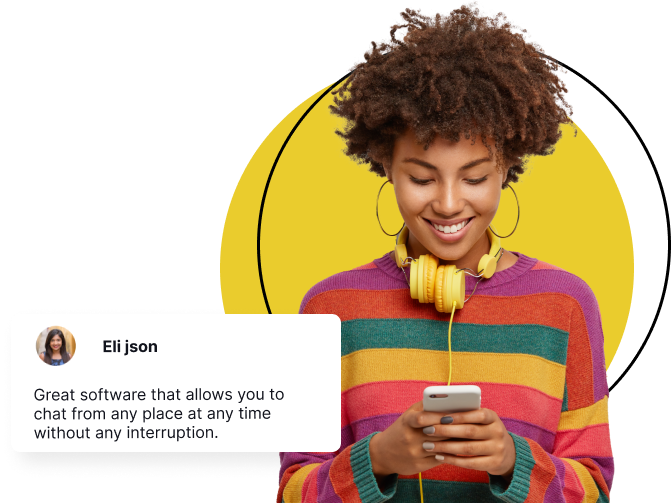 Eli json
Great software that allows you to
chat from any place at any time
without any interruption.